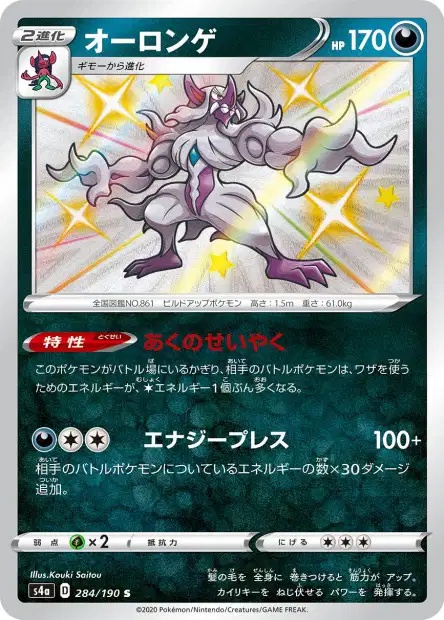 2進化 オーロンゲ HP 170
ギモーから進化
全国図鑑NO.861 ビルドアップポケモン 高さ:1.5m 重さ:61.0kg
特性 とくせい あくのせいやく
このポケモンがバトル場にいるかぎり、相手のバトルポケモンは、ワザを使う
ためのエネルギーが、エネルギー1個ぶん多くなる。
エナジープレス 100+
相手のバトルポケモンについているエネルギーの数×30ダメージ
追加。
弱点 ×2 抵抗力 にげる
Illus.Kouki Saitou
s4a D 284/190 S
髪の毛を 全身に 巻きつけると 筋力が アップ。
カイリキーを ねじ伏せる パワーを 発揮する。
©2020 Pokémon/Nintendo/Creatures/GAME FREAK.